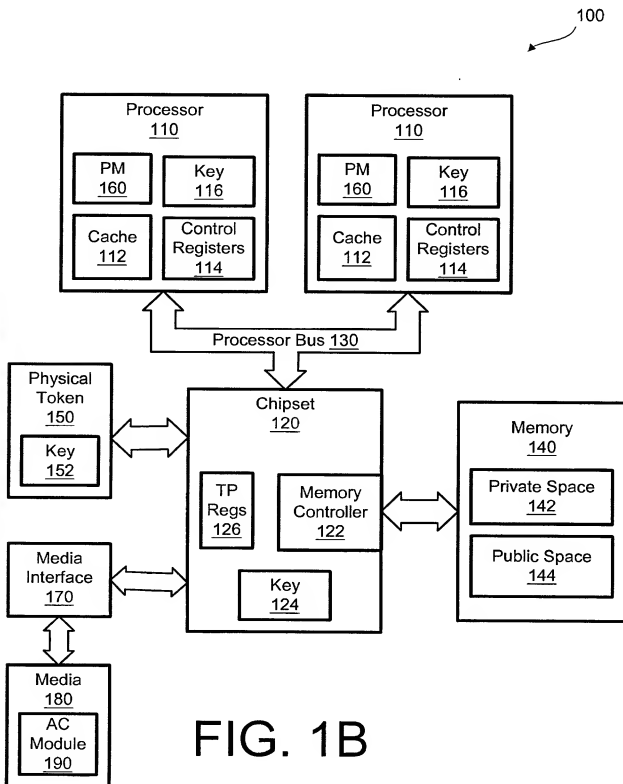 100
Processor
110
PM
160
Key
116
Cache
112
Control
Registers
114
Processor
110
PM
160
Key
116
Cache
112
Control
Registers
114
Processor Bus 130
Physical
Token
150
Key
152
Chipset
120
TP
Regs
126
Memory
Controller
122
Key
124
Memory
140
Private Space
142
Public Space
144
Media
Interface
170
Media
180
AC
Module
190
FIG. 1B